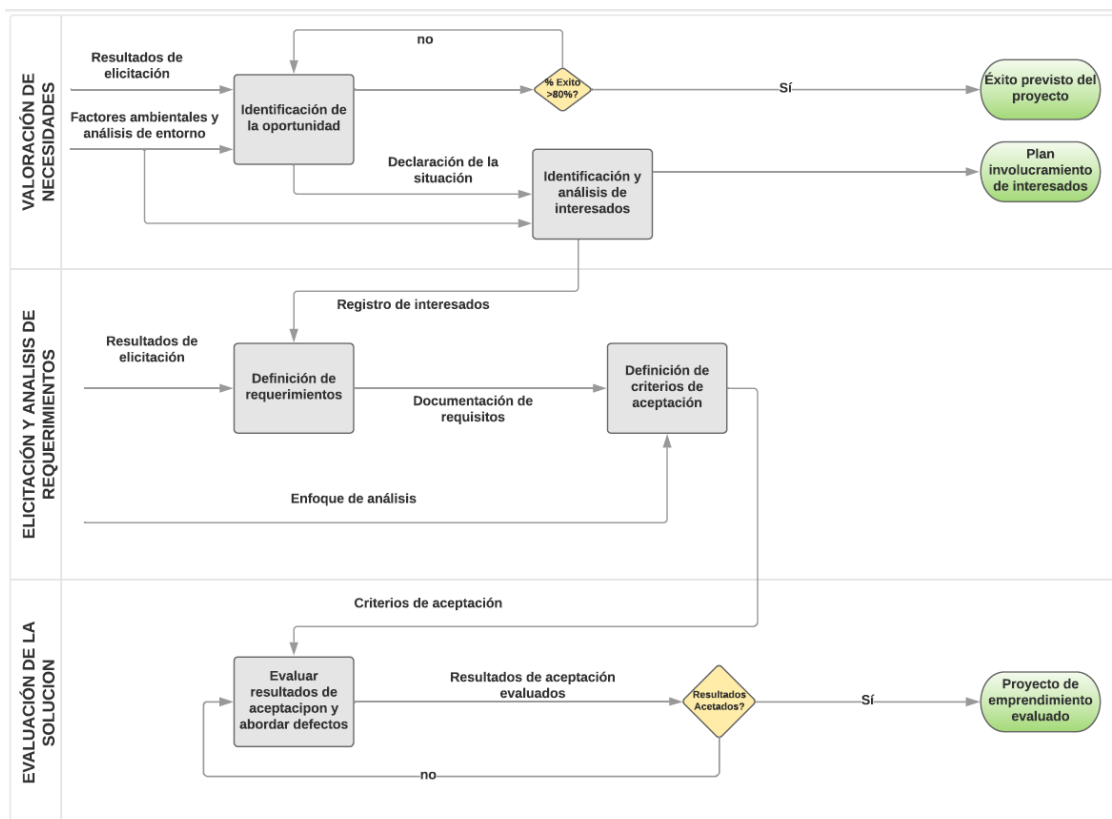 VALORACIÓN DE
NECESIDADES
no
Resultados de
elicitación
% Exito
>80%?
Sí
Éxito previsto del
proyecto
Identificación de
la oportunidad
Factores ambientales y
análisis de entorno
Declaración de la
situación
Identificación y
análisis de
interesados
Plan
involucramiento
de interesados
ELICITACIÓN Y ANALISIS DE
REQUERIMIENTOS
Registro de interesados
Resultados de
elicitación
Definición de
requerimientos
Documentación de
requisitos
Definición de
criterios de
aceptación
Enfoque de análisis
EVALUACIÓN DE LA
SOLUCION
Criterios de aceptación
Evaluar
resultados de
aceptacipon y
abordar defectos
Resultados de aceptación
evaluados
Resultados
Acetados?
Sí
Proyecto de
emprendimiento
evaluado
no